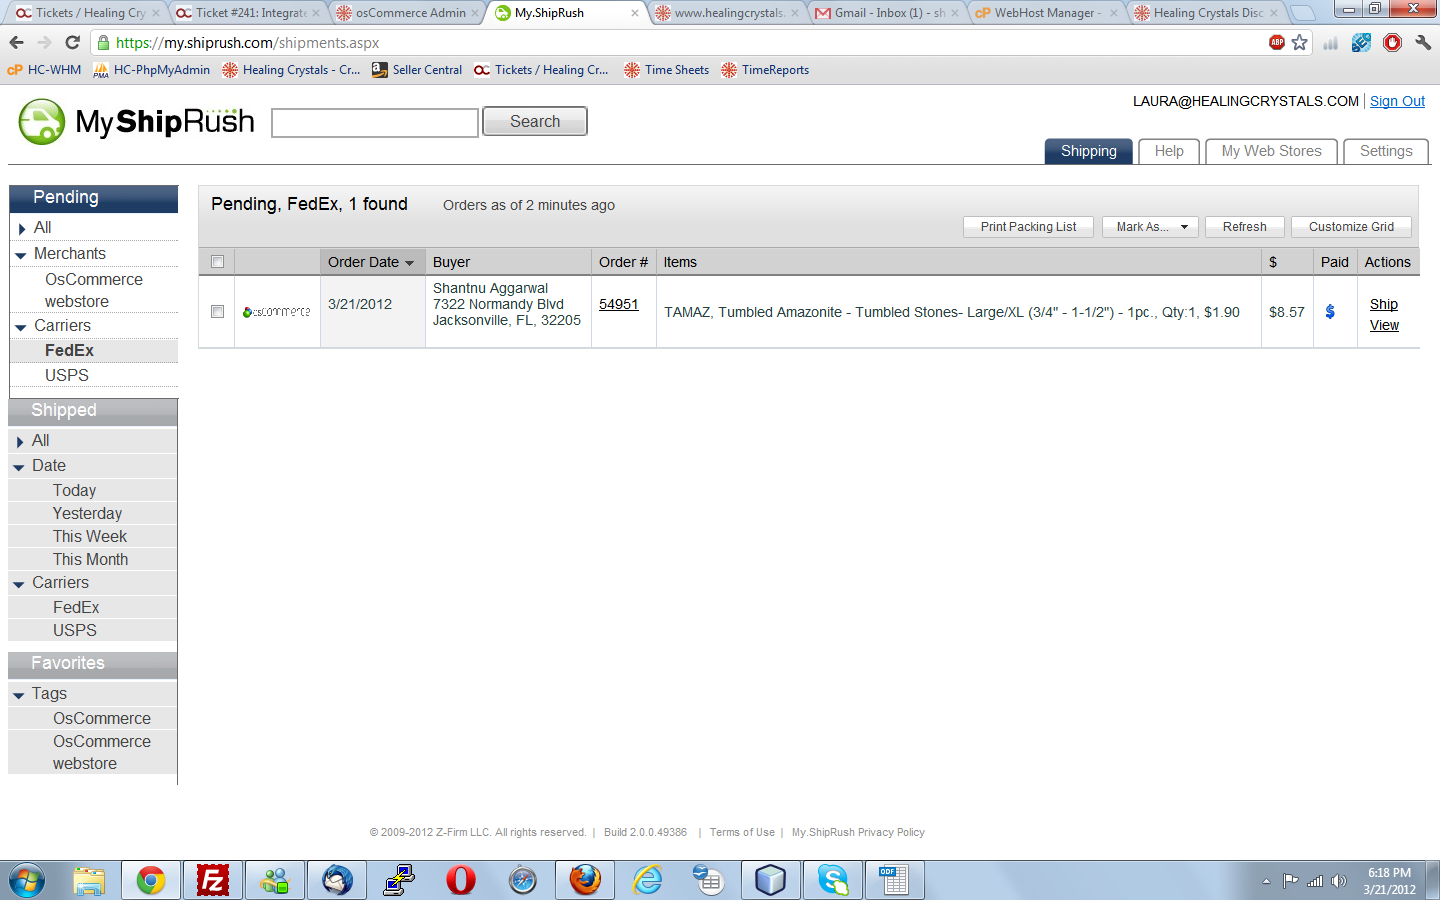 Tickets / Healing Cry
Ticket #241: Integrate
osCommerce Admin
My.ShipRush
www.healingcrystals.
Gmail - Inbox (1) - sh
WebHost Manager -
Healing Crystals Disc
https://my.shiprush.com/shipments.aspx
ABP
HC-WHM
HC-PhpMyAdmin
Healing Crystals - Cr...
Seller Central
Tickets / Healing Cr...
Time Sheets
TimeReports
LAURA@HEALINGCRYSTALS.COM | Sign Out
MyShipRush
Search
Shipping
Help
My Web Stores
Settings
Pending
All
Merchants
OsCommerce
webstore
Carriers
FedEx
USPS
Shipped
All
Date
Today
Yesterday
This Week
This Month
Carriers
FedEx
USPS
Favorites
Tags
OsCommerce
OsCommerce
webstore
Pending, FedEx, 1 found
Orders as of 2 minutes ago
Print Packing List
Mark As...
Refresh
Customize Grid
Order Date
Buyer
Order #
Items
$
Paid
Actions
osCommerce
3/21/2012
Shantnu Aggarwal
7322 Normandy Blvd
Jacksonville, FL, 32205
54951
TAMAZ, Tumbled Amazonite - Tumbled Stones- Large/XL (3/4" - 1-1/2") - 1pc., Qty:1, $1.90
$8.57
$
Ship
View
© 2009-2012 Z-Firm LLC. All rights reserved. | Build 2.0.0.49386 | Terms of Use | My.ShipRush Privacy Policy
6:18 PM
3/21/2012